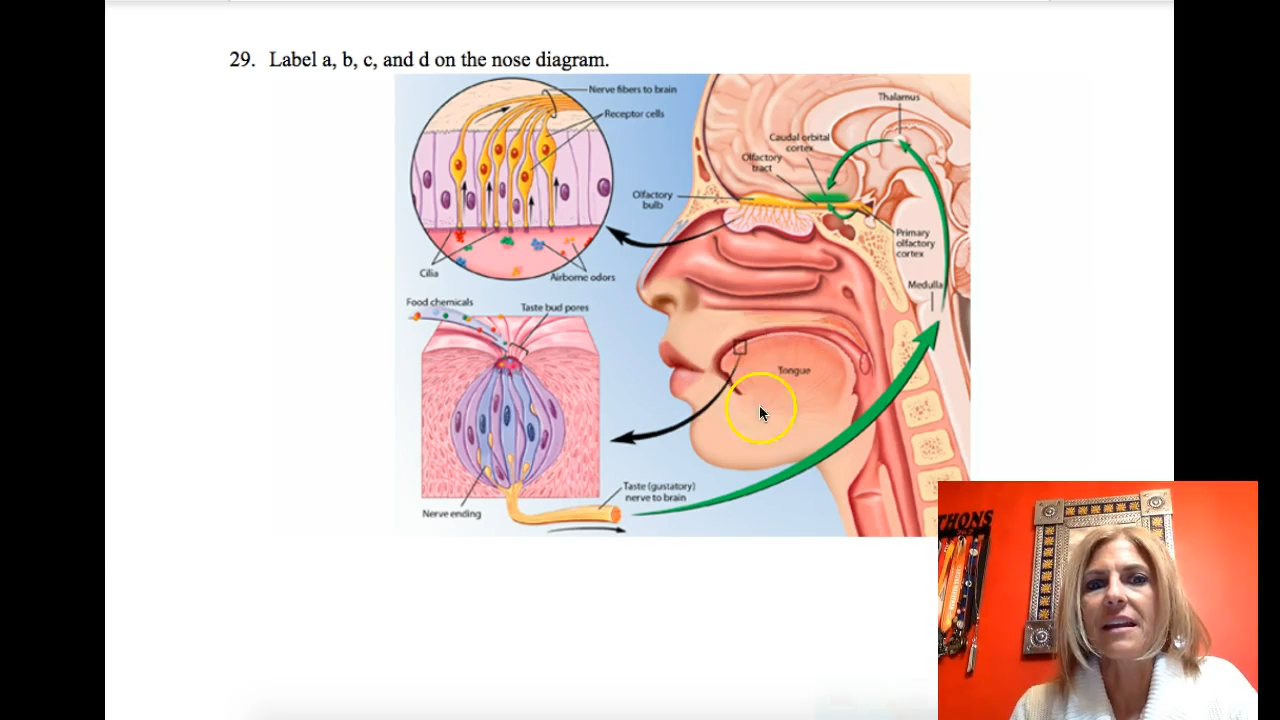 29. Label a, b, c, and d on the nose diagram.
Nerve fibers to brain
Receptor cells
Thalamus
Caudal orbital
cortex
Olfactory
tract
Olfactory
bulb
Primary
olfactory
cortex
Cilia
Airborne odors
Medulla
Food chemicals
Taste bud pores
Tongue
Taste (gustatory)
nerve to brain
Nerve ending
THONS